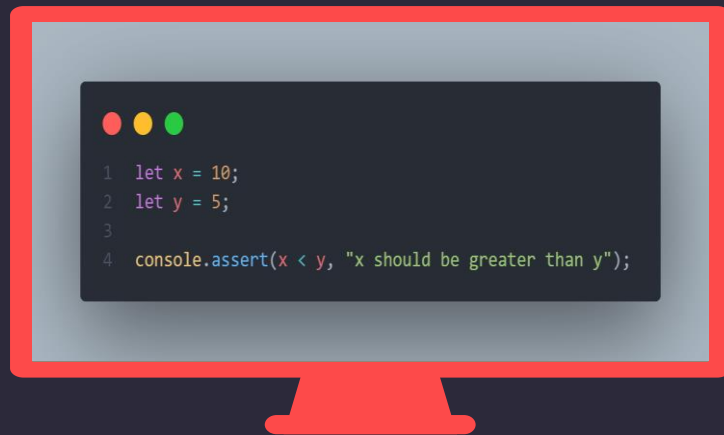 1 let x = 10;
2 let y = 5;
3
4 console.assert(x < y, "x should be greater than y");